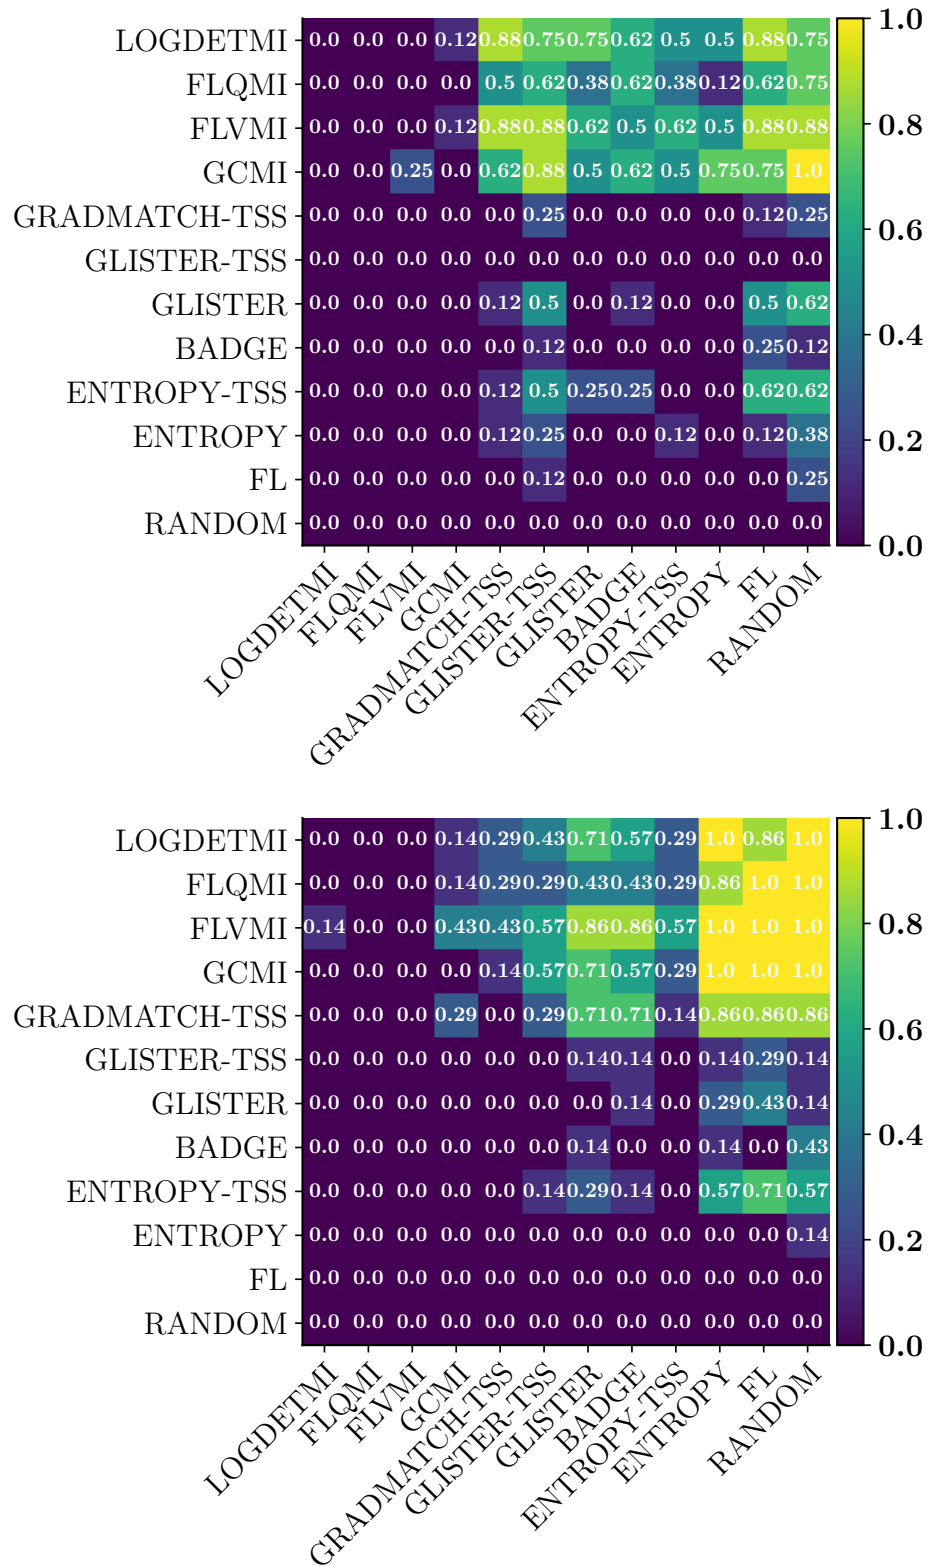 LOGDETMI 0.0 0.0 0.0 0.12 0.88 0.75 0.75 0.62 0.5 0.5 0.88 0.75
FLQMI 0.0 0.0 0.0 0.0 0.5 0.62 0.38 0.62 0.38 0.12 0.62 0.75
FLVMI 0.0 0.0 0.0 0.12 0.88 0.88 0.62 0.5 0.62 0.5 0.88 0.88
GCMI 0.0 0.0 0.25 0.0 0.62 0.88 0.5 0.62 0.5 0.75 0.75 1.0
GRADMATCH-TSS 0.0 0.0 0.0 0.0 0.0 0.25 0.0 0.0 0.0 0.0 0.12 0.25
GLISTER-TSS 0.0 0.0 0.0 0.0 0.0 0.0 0.0 0.0 0.0 0.0 0.0 0.0
GLISTER 0.0 0.0 0.0 0.0 0.12 0.5 0.0 0.12 0.0 0.0 0.5 0.62
BADGE 0.0 0.0 0.0 0.0 0.0 0.12 0.0 0.0 0.0 0.0 0.25 0.12
ENTROPY-TSS 0.0 0.0 0.0 0.0 0.12 0.5 0.25 0.25 0.0 0.0 0.62 0.62
ENTROPY 0.0 0.0 0.0 0.0 0.12 0.25 0.0 0.0 0.12 0.0 0.12 0.38
FL 0.0 0.0 0.0 0.0 0.0 0.12 0.0 0.0 0.0 0.0 0.0 0.25
RANDOM 0.0 0.0 0.0 0.0 0.0 0.0 0.0 0.0 0.0 0.0 0.0 0.0
LOGDETMI
FLQMI
FLVMI
GCMI
GRADMATCH-TSS
GLISTER-TSS
GLISTER
BADGE
ENTROPY-TSS
ENTROPY
FL
RANDOM
1.0
0.8
0.6
0.4
0.2
0.0
LOGDETMI 0.0 0.0 0.0 0.14 0.29 0.43 0.71 0.57 0.29 1.0 0.86 1.0
FLQMI 0.0 0.0 0.0 0.14 0.29 0.29 0.43 0.43 0.29 0.86 1.0 1.0
FLVMI 0.14 0.0 0.0 0.43 0.43 0.57 0.86 0.86 0.57 1.0 1.0 1.0
GCMI 0.0 0.0 0.0 0.0 0.14 0.57 0.71 0.57 0.29 1.0 1.0 1.0
GRADMATCH-TSS 0.0 0.0 0.0 0.29 0.0 0.29 0.71 0.71 0.14 0.86 0.86 0.86
GLISTER-TSS 0.0 0.0 0.0 0.0 0.0 0.0 0.14 0.14 0.0 0.14 0.29 0.14
GLISTER 0.0 0.0 0.0 0.0 0.0 0.0 0.0 0.14 0.0 0.29 0.43 0.14
BADGE 0.0 0.0 0.0 0.0 0.0 0.0 0.14 0.0 0.0 0.14 0.0 0.43
ENTROPY-TSS 0.0 0.0 0.0 0.0 0.0 0.14 0.29 0.14 0.0 0.57 0.71 0.57
ENTROPY 0.0 0.0 0.0 0.0 0.0 0.0 0.0 0.0 0.0 0.0 0.0 0.14
FL 0.0 0.0 0.0 0.0 0.0 0.0 0.0 0.0 0.0 0.0 0.0 0.0
RANDOM 0.0 0.0 0.0 0.0 0.0 0.0 0.0 0.0 0.0 0.0 0.0 0.0
LOGDETMI
FLQMI
FLVMI
GCMI
GRADMATCH-TSS
GLISTER-TSS
GLISTER
BADGE
ENTROPY-TSS
ENTROPY
FL
RANDOM
1.0
0.8
0.6
0.4
0.2
0.0